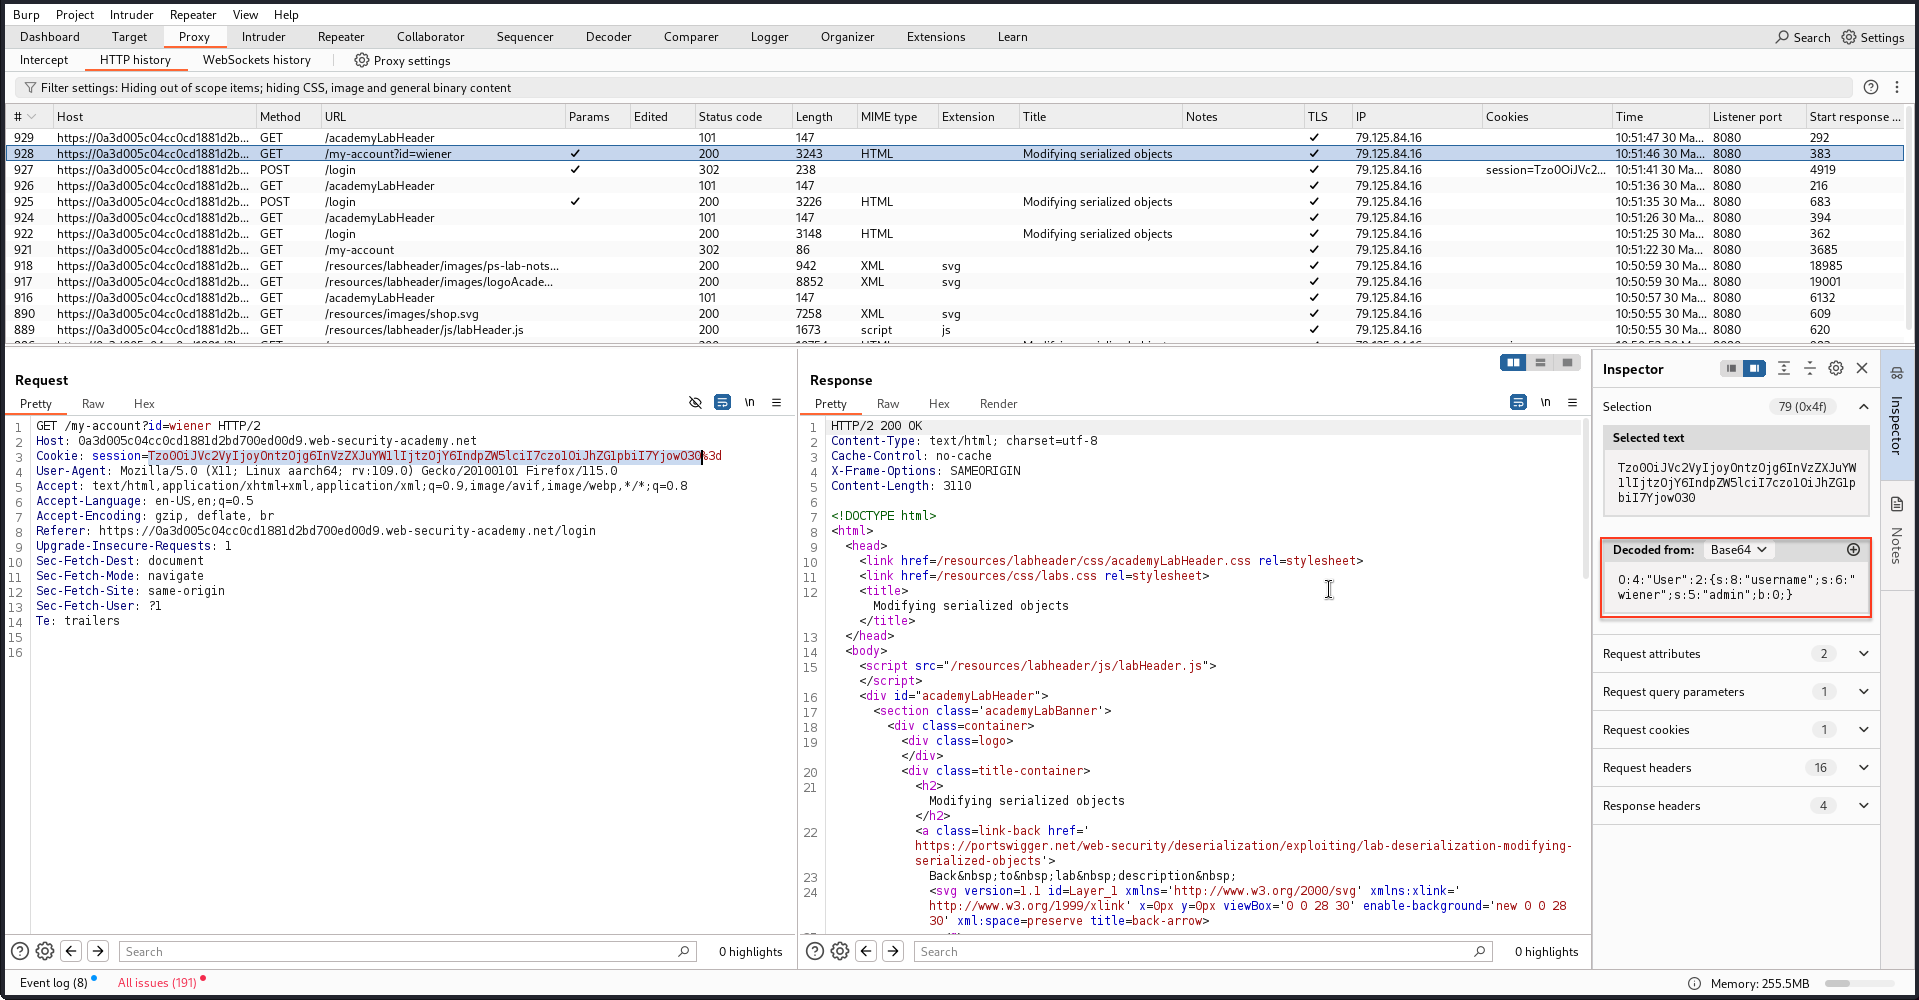 Burp Project Intruder Repeater View Help
Dashboard Target Proxy Intruder Repeater Collaborator Sequencer Decoder Comparer Logger Organizer Extensions Learn Search Settings
Intercept HTTP history WebSockets history Proxy settings
Filter settings: Hiding out of scope items; hiding CSS, image and general binary content
# Host Method URL Params Edited Status code Length MIME type Extension Title Notes TLS IP Cookies Time Listener port Start response ...
929 https://0a3d005c04cc0cd1881d2b... GET /academyLabHeader 101 147 ✓ 79.125.84.16 10:51:47 30 Ma... 8080 292
928 https://0a3d005c04cc0cd1881d2b... GET /my-account?id=wiener ✓ 200 3243 HTML Modifying serialized objects ✓ 79.125.84.16 10:51:46 30 Ma... 8080 383
927 https://0a3d005c04cc0cd1881d2b... POST /login ✓ 302 238 ✓ 79.125.84.16 session=Tzo0OiJVc2... 10:51:41 30 Ma... 8080 4919
926 https://0a3d005c04cc0cd1881d2b... GET /academyLabHeader 101 147 ✓ 79.125.84.16 10:51:36 30 Ma... 8080 216
925 https://0a3d005c04cc0cd1881d2b... POST /login ✓ 200 3226 HTML Modifying serialized objects ✓ 79.125.84.16 10:51:35 30 Ma... 8080 683
924 https://0a3d005c04cc0cd1881d2b... GET /academyLabHeader 101 147 ✓ 79.125.84.16 10:51:26 30 Ma... 8080 394
922 https://0a3d005c04cc0cd1881d2b... GET /login 200 3148 HTML Modifying serialized objects ✓ 79.125.84.16 10:51:25 30 Ma... 8080 362
921 https://0a3d005c04cc0cd1881d2b... GET /my-account 302 86 ✓ 79.125.84.16 10:51:22 30 Ma... 8080 3685
918 https://0a3d005c04cc0cd1881d2b... GET /resources/labheader/images/ps-lab-nots... 200 942 XML svg ✓ 79.125.84.16 10:50:59 30 Ma... 8080 18985
917 https://0a3d005c04cc0cd1881d2b... GET /resources/labheader/images/logoAcade... 200 8852 XML svg ✓ 79.125.84.16 10:50:59 30 Ma... 8080 19001
916 https://0a3d005c04cc0cd1881d2b... GET /academyLabHeader 101 147 ✓ 79.125.84.16 10:50:57 30 Ma... 8080 6132
890 https://0a3d005c04cc0cd1881d2b... GET /resources/images/shop.svg 200 7258 XML svg ✓ 79.125.84.16 10:50:55 30 Ma... 8080 609
889 https://0a3d005c04cc0cd1881d2b... GET /resources/labheader/js/labHeader.js 200 1673 script js ✓ 79.125.84.16 10:50:55 30 Ma... 8080 620
Request
Pretty Raw Hex \n
1 GET /my-account?id=wiener HTTP/2
2 Host: 0a3d005c04cc0cd1881d2bd700ed00d9.web-security-academy.net
3 Cookie: session=Tzo0OiJVc2VyIjoyOntzOjg6InVzZXJuYW1lIjtzOjY6IndpZW5lciI7czo1OiJhZG1pbiI7YjowO30%3d
4 User-Agent: Mozilla/5.0 (X11; Linux aarch64; rv:109.0) Gecko/20100101 Firefox/115.0
5 Accept: text/html,application/xhtml+xml,application/xml;q=0.9,image/avif,image/webp,*/*;q=0.8
6 Accept-Language: en-US,en;q=0.5
7 Accept-Encoding: gzip, deflate, br
8 Referer: https://0a3d005c04cc0cd1881d2bd700ed00d9.web-security-academy.net/login
9 Upgrade-Insecure-Requests: 1
10 Sec-Fetch-Dest: document
11 Sec-Fetch-Mode: navigate
12 Sec-Fetch-Site: same-origin
13 Sec-Fetch-User: ?1
14 Te: trailers
15
16
Search 0 highlights
Response
Pretty Raw Hex Render \n
1 HTTP/2 200 OK
2 Content-Type: text/html; charset=utf-8
3 Cache-Control: no-cache
4 X-Frame-Options: SAMEORIGIN
5 Content-Length: 3110
6
7 <!DOCTYPE html>
8 <html>
9 <head>
10 <link href=/resources/labheader/css/academyLabHeader.css rel=stylesheet>
11 <link href=/resources/css/labs.css rel=stylesheet>
12 <title>
Modifying serialized objects
</title>
13 </head>
14 <body>
15 <script src="/resources/labheader/js/labHeader.js">
</script>
16 <div id="academyLabHeader">
17 <section class='academyLabBanner'>
18 <div class=container>
19 <div class=logo>
</div>
20 <div class=title-container>
21 <h2>
Modifying serialized objects
</h2>
22 <a class=link-back href='
https://portswigger.net/web-security/deserialization/exploiting/lab-deserialization-modifying-
serialized-objects'>
23 Back&nbsp;to&nbsp;lab&nbsp;description&nbsp;
24 <svg version=1.1 id=Layer_1 xmlns='http://www.w3.org/2000/svg' xmlns:xlink='
http://www.w3.org/1999/xlink' x=0px y=0px viewBox='0 0 28 30' enable-background='new 0 0 28
30' xml:space=preserve title=back-arrow>
Search 0 highlights
Inspector
Selection 79 (0x4f)
Selected text
Tzo0OiJVc2VyIjoyOntzOjg6InVzZXJuYW
1lIjtzOjY6IndpZW5lciI7czo1OiJhZG1p
biI7YjowO30
Decoded from: Base64
O:4:"User":2:{s:8:"username";s:6:"
wiener";s:5:"admin";b:0;}
Request attributes 2
Request query parameters 1
Request cookies 1
Request headers 16
Response headers 4
Inspector
Notes
Event log (8) All issues (191) Memory: 255.5MB